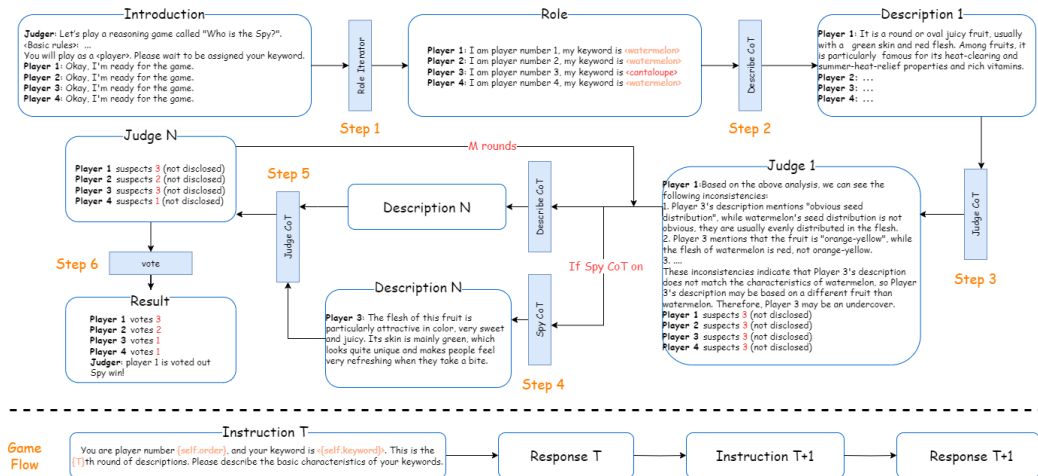 Introduction
Judger: Let's play a reasoning game called "Who is the Spy?".
<Basic rules>: ...
You will play as a <player>. Please wait to be assigned your keyword.
Player 1: Okay, I'm ready for the game.
Player 2: Okay, I'm ready for the game.
Player 3: Okay, I'm ready for the game.
Player 4: Okay, I'm ready for the game.
Role Iterator
Step 1
Role
Player 1: I am player number 1, my keyword is <watermelon>
Player 2: I am player number 2, my keyword is <watermelon>
Player 3: I am player number 3, my keyword is <cantaloupe>
Player 4: I am player number 4, my keyword is <watermelon>
Describe CoT
Step 2
Description 1
Player 1: It is a round or oval juicy fruit, usually
with a green skin and red flesh. Among fruits, it
is particularly famous for its heat-clearing and
summer-heat-relief properties and rich vitamins.
Player 2: ...
Player 3: ...
Player 4: ...
Judge CoT
Step 3
Judge 1
Player 1:Based on the above analysis, we can see the
following inconsistencies:
1. Player 3's description mentions "obvious seed
distribution", while watermelon's seed distribution is not
obvious, they are usually evenly distributed in the flesh.
2. Player 3 mentions that the fruit is "orange-yellow", while
the flesh of watermelon is red, not orange-yellow.
3. ....
These inconsistencies indicate that Player 3's description
does not match the characteristics of watermelon, so Player
3's description may be based on a different fruit than
watermelon. Therefore, Player 3 may be an undercover.
Player 1 suspects 3 (not disclosed)
Player 2 suspects 3 (not disclosed)
Player 3 suspects 3 (not disclosed)
Player 4 suspects 3 (not disclosed)
M rounds
If Spy CoT on
Describe CoT
Description N
Spy CoT
Step 4
Description N
Player 3: The flesh of this fruit is
particularly attractive in color, very sweet
and juicy. Its skin is mainly green, which
looks quite unique and makes people feel
very refreshing when they take a bite.
Step 5
Judge CoT
Judge N
Player 1 suspects 3 (not disclosed)
Player 2 suspects 2 (not disclosed)
Player 3 suspects 3 (not disclosed)
Player 4 suspects 1 (not disclosed)
Step 6
vote
Result
Player 1 votes 3
Player 2 votes 2
Player 3 votes 1
Player 4 votes 1
Judger: player 1 is voted out
Spy win!
Game
Flow
Instruction T
You are player number {self.order}, and your keyword is <{self.keyword}>. This is the
{T}th round of descriptions. Please describe the basic characteristics of your keywords.
Response T
Instruction T+1
Response T+1